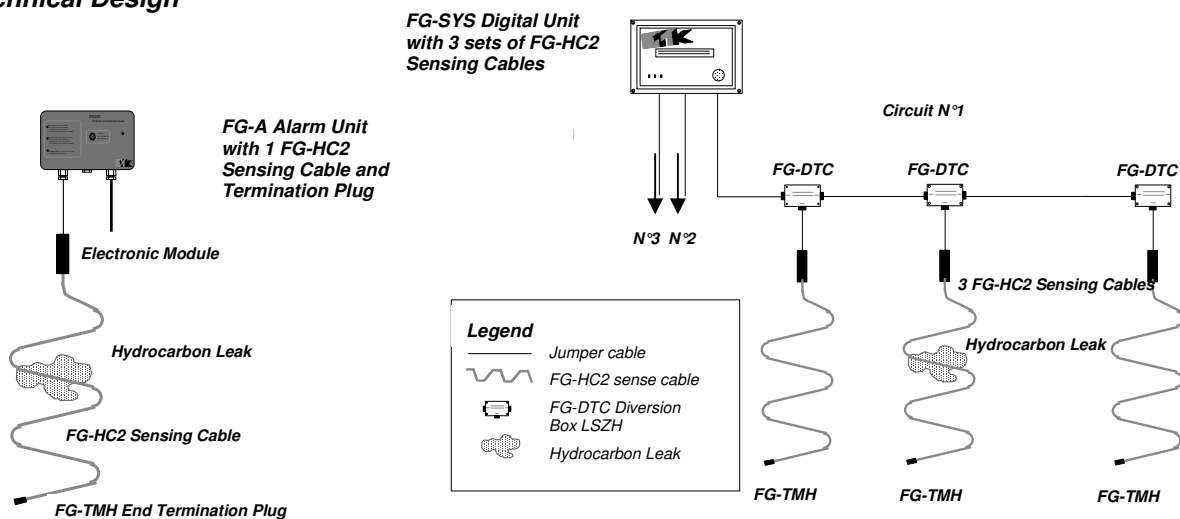 chnical Design
FG-SYS Digital Unit
with 3 sets of FG-HC2
Sensing Cables
FG-A Alarm Unit
with 1 FG-HC2
Sensing Cable and
Termination Plug
Electronic Module
Hydrocarbon Leak
FG-HC2 Sensing Cable
FG-TMH End Termination Plug
Circuit N°1
FG-DTC
FG-DTC
FG-DTC
N°3 N°2
3 FG-HC2 Sensing Cables
Hydrocarbon Leak
FG-TMH
FG-TMH
FG-TMH
Legend
Jumper cable
FG-HC2 sense cable
FG-DTC Diversion
Box LSZH
Hydrocarbon Leak